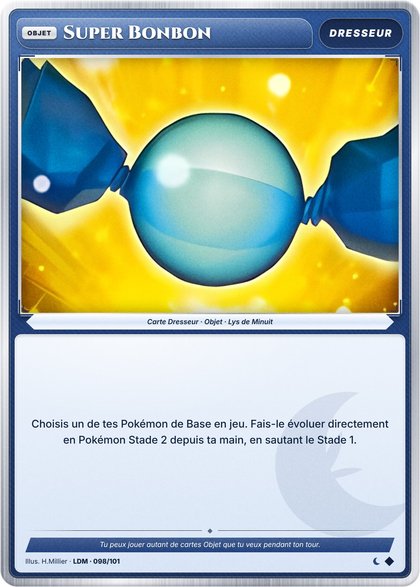 OBJET SUPER BONBON DRESSEUR
Carte Dresseur · Objet · Lys de Minuit
Choisis un de tes Pokémon de Base en jeu. Fais-le évoluer directement
en Pokémon Stade 2 depuis ta main, en sautant le Stade 1.
Tu peux jouer autant de cartes Objet que tu veux pendant ton tour.
Illus. H.Millier · LDM · 098/101